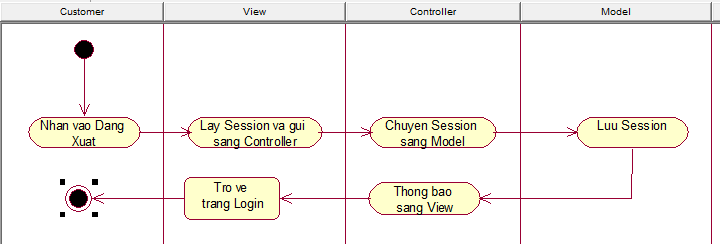 Customer
View
Controller
Model
Nhan vao Dang
Xuat
Lay Session va gui
sang Controller
Chuyen Session
sang Model
Luu Session
Tro ve
trang Login
Thong bao
sang View